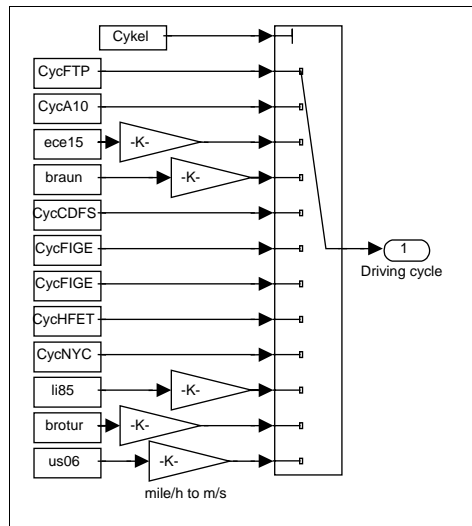 Cykel
CycFTP
CycA10
ece15 -K-
braun -K-
CycCDFS
CycFIGE
1
Driving cycle
CycFIGE
CycHFET
CycNYC
li85 -K-
brotur -K-
us06 -K-
mile/h to m/s